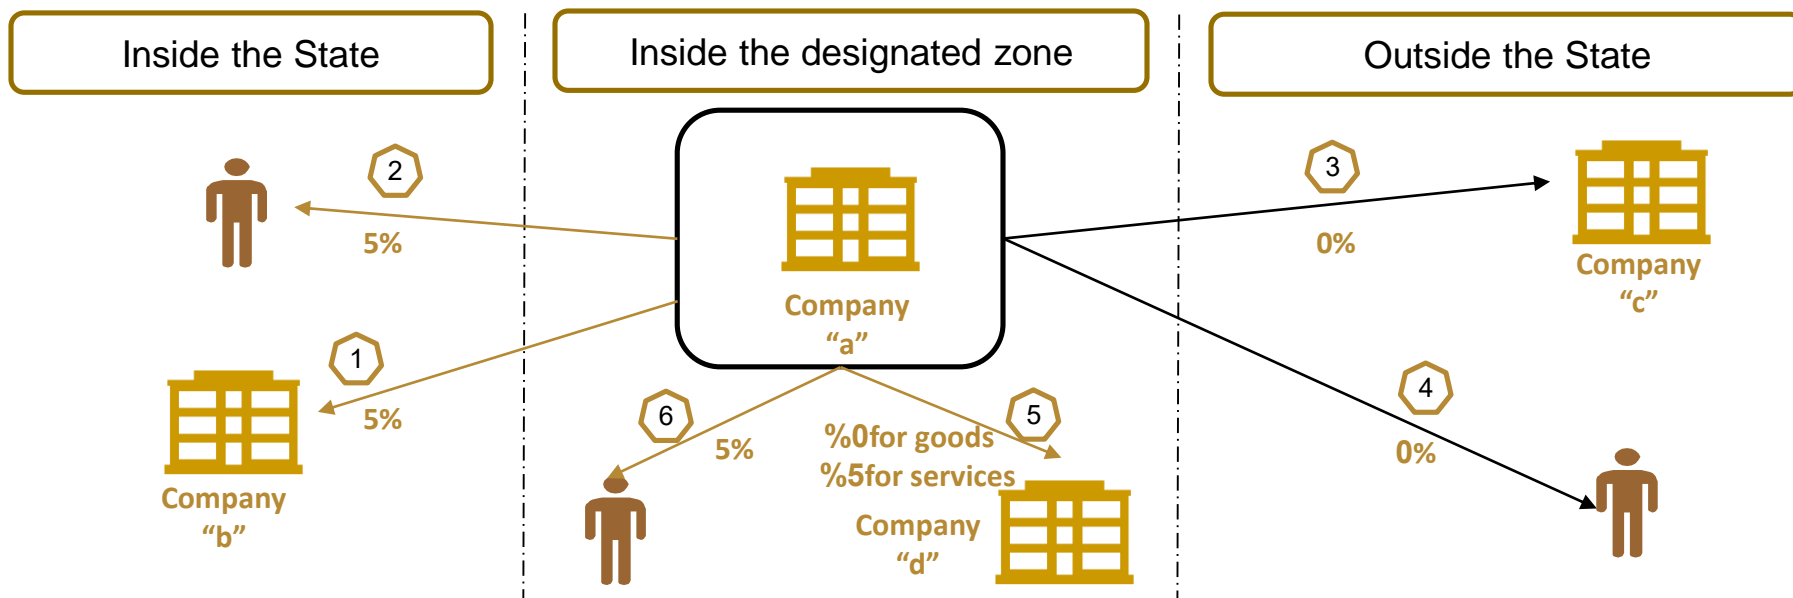 Inside the State
Inside the designated zone
Outside the State
2
5%
1
5%
Company
“b”
Company
“a”
6
5%
5
%0for goods
%5for services
Company
“d”
3
0%
Company
“c”
4
0%